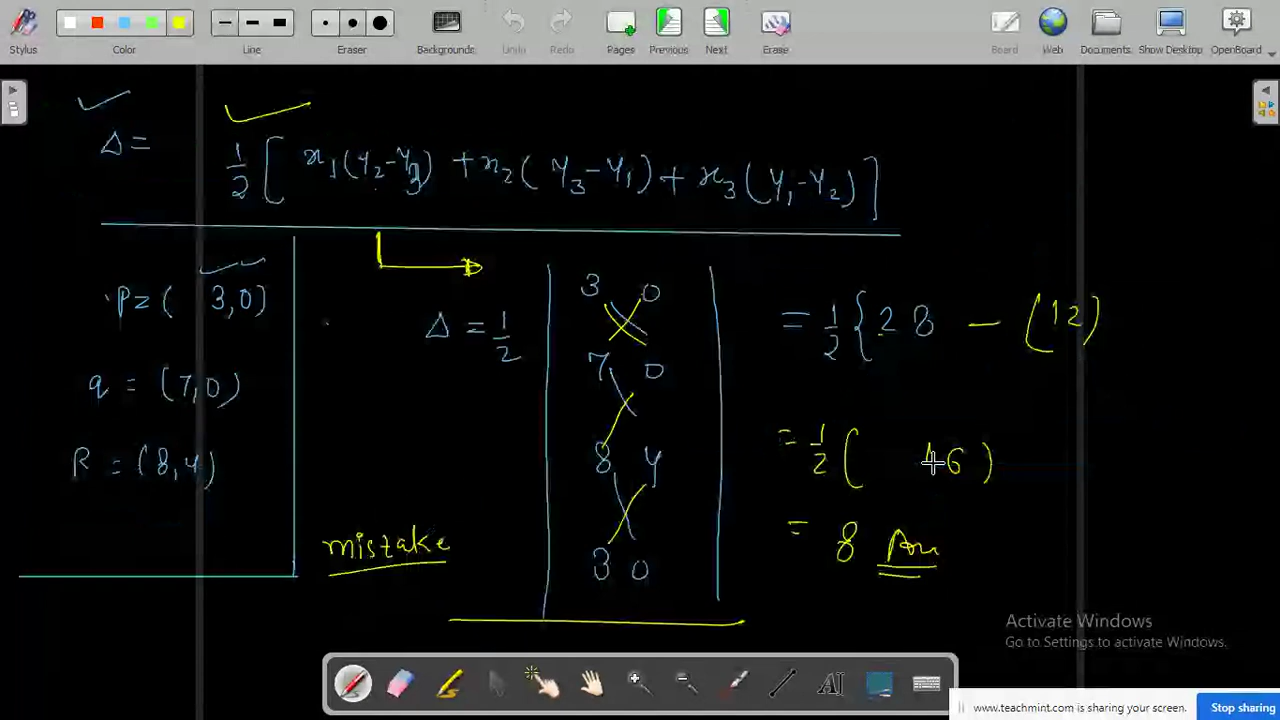 Stylus Color Line Eraser Backgrounds Undo Redo Pages Previous Next Erase Board Web Documents Show Desktop OpenBoard
Δ = 1/2 [ x₁(y₂-y₃) + x₂(y₃-y₁) + x₃(y₁-y₂) ]
P = (3,0)
q = (7,0)
R = (8,4)
Δ = 1/2
3 0
7 0
8 4
3 0
= 1/2 { 28 - (12)
= 1/2 ( 16 )
= 8 Ans
mistake
Activate Windows
Go to Settings to activate Windows.
www.teachmint.com is sharing your screen.
Stop sharing